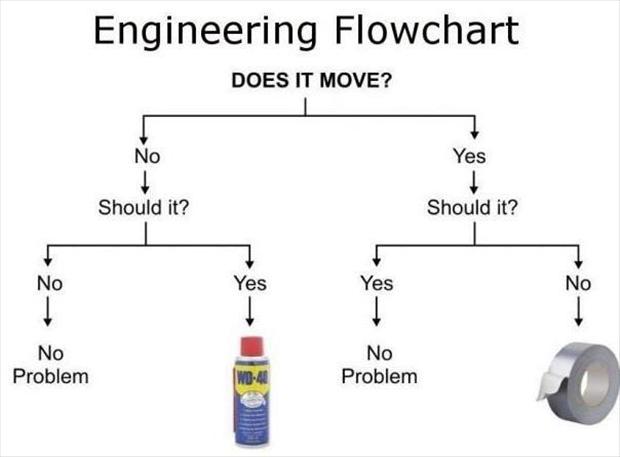 Engineering Flowchart
DOES IT MOVE?
No
Yes
Should it?
Should it?
No
Yes
Yes
No
No
Problem
No
Problem
WD-40